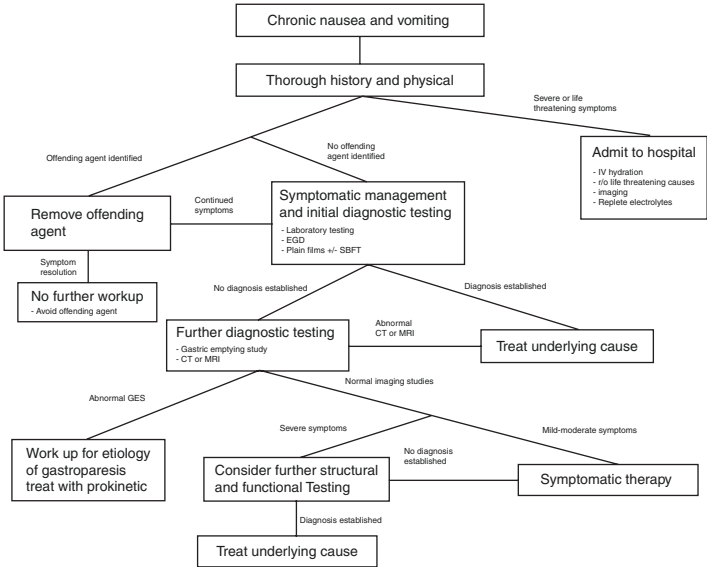 Chronic nausea and vomiting
Thorough history and physical
Severe or life
threatening symptoms
Offending agent identified
No offending
agent identified
Admit to hospital
- IV hydration
- r/o life threatening causes
- imaging
- Replete electrolytes
Remove offending
agent
Continued
symptoms
Symptomatic management
and initial diagnostic testing
- Laboratory testing
- EGD
- Plain films +/- SBFT
Symptom
resolution
No further workup
- Avoid offending agent
No diagnosis established
Diagnosis established
Further diagnostic testing
- Gastric emptying study
- CT or MRI
Abnormal
CT or MRI
Treat underlying cause
Abnormal GES
Normal imaging studies
Severe symptoms
Mild-moderate symptoms
Work up for etiology
of gastroparesis
treat with prokinetic
Consider further structural
and functional Testing
No diagnosis
established
Symptomatic therapy
Diagnosis established
Treat underlying cause